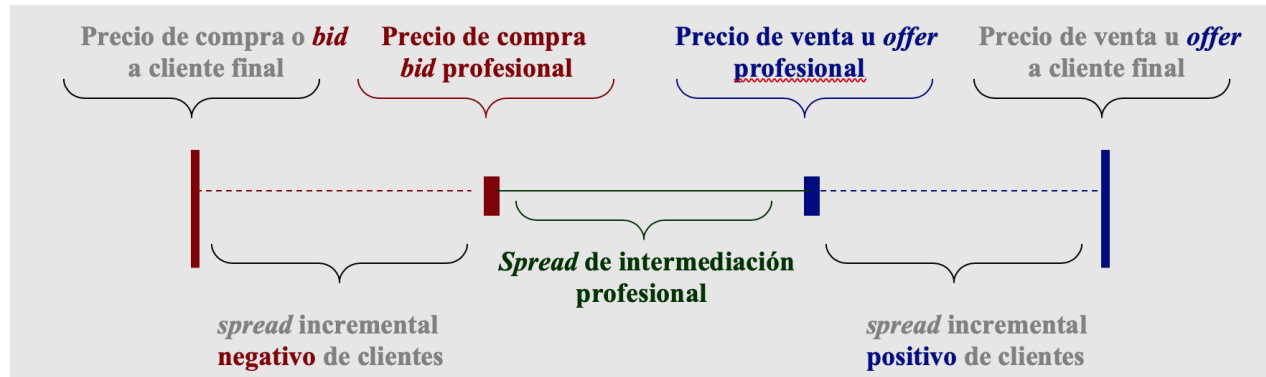 Precio de compra o bid
a cliente final
Precio de compra
bid profesional
Precio de venta u offer
profesional
Precio de venta u offer
a cliente final
Spread de intermediación
profesional
spread incremental
negativo de clientes
spread incremental
positivo de clientes